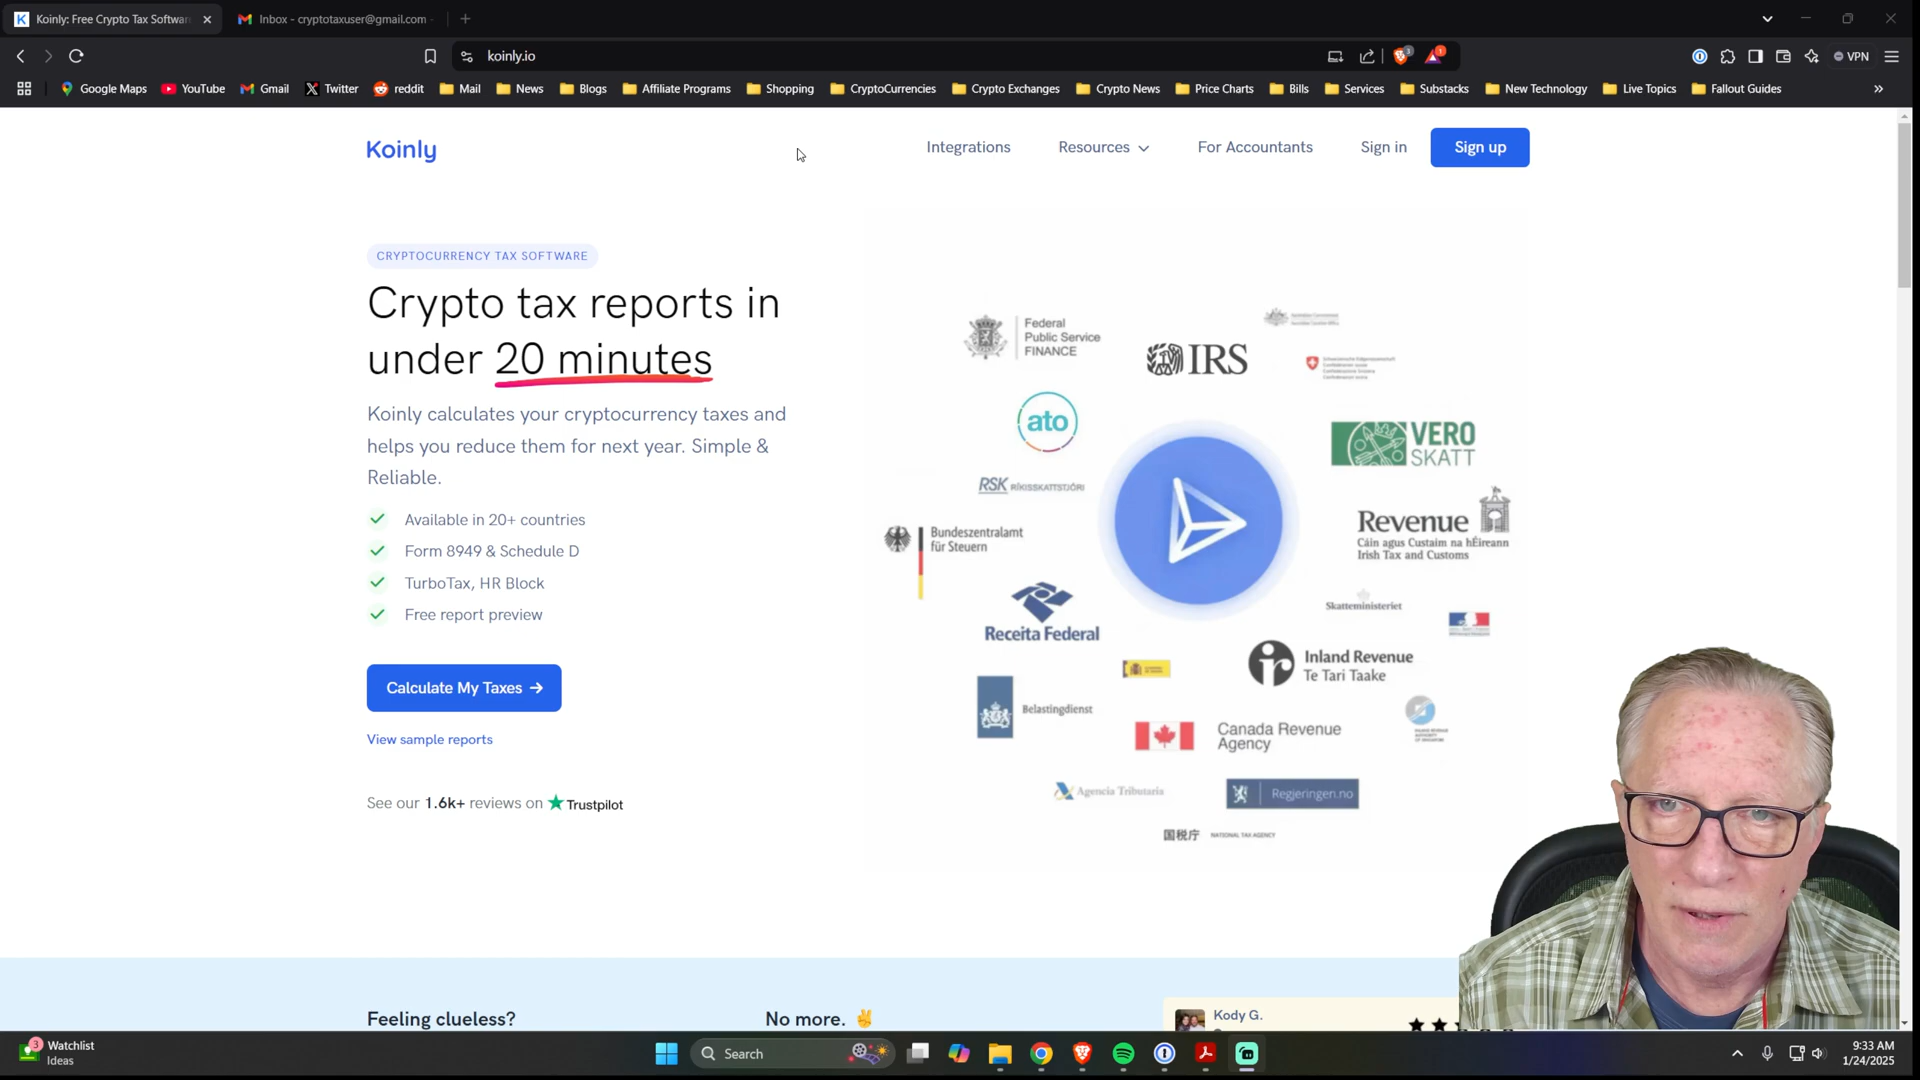 Koinly: Free Crypto Tax Softwar
Inbox - cryptotaxuser@gmail.com
koinly.io
VPN
Google Maps
YouTube
Gmail
Twitter
reddit
Mail
News
Blogs
Affiliate Programs
Shopping
CryptoCurrencies
Crypto Exchanges
Crypto News
Price Charts
Bills
Services
Substacks
New Technology
Live Topics
Fallout Guides
Koinly
Integrations
Resources
For Accountants
Sign in
Sign up
CRYPTOCURRENCY TAX SOFTWARE
Crypto tax reports in
under 20 minutes
Koinly calculates your cryptocurrency taxes and
helps you reduce them for next year. Simple &
Reliable.
Available in 20+ countries
Form 8949 & Schedule D
TurboTax, HR Block
Free report preview
Calculate My Taxes →
View sample reports
See our 1.6k+ reviews on Trustpilot
Federal
Public Service
FINANCE
IRS
ato
VERO
SKATT
RSK RÍKISSKATTSTJÓRI
Bundeszentralamt
für Steuern
Revenue
Cáin agus Custaim na hÉireann
Irish Tax and Customs
Receita Federal
Skatteministeriet
Inland Revenue
Te Tari Taake
Belastingdienst
Canada Revenue
Agency
Agencia Tributaria
Regjeringen.no
国税庁 NATIONAL TAX AGENCY
Feeling clueless?
No more. ✌️
Kody G.
3
Watchlist
Ideas
Search
9:33 AM
1/24/2025